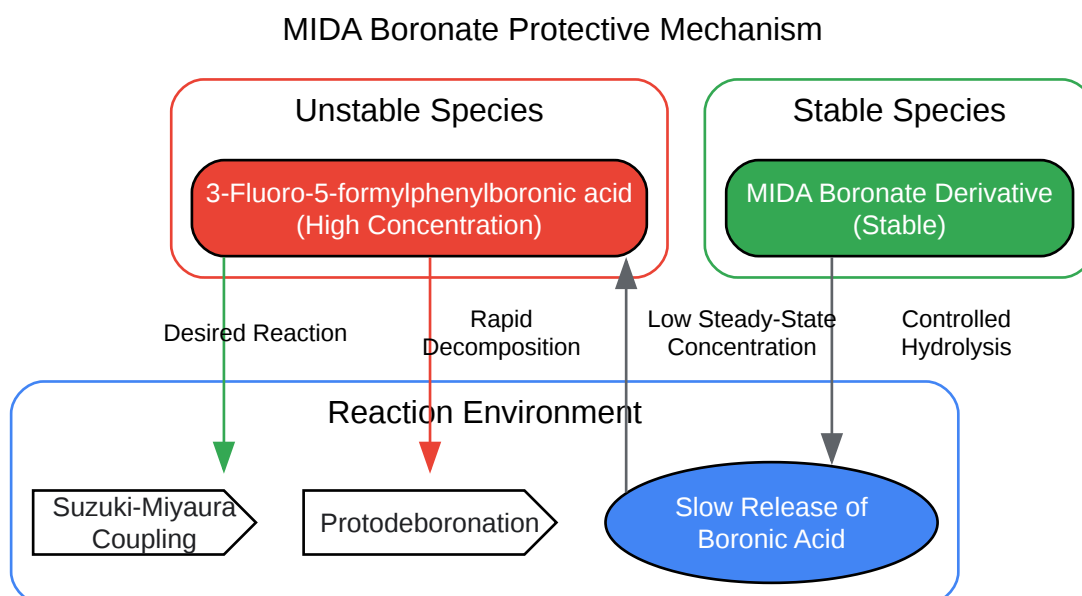 MIDA Boronate Protective Mechanism
Unstable Species
Stable Species
3-Fluoro-5-formylphenylboronic acid
(High Concentration)
MIDA Boronate Derivative
(Stable)
Desired Reaction
Rapid
Decomposition
Low Steady-State
Concentration
Controlled
Hydrolysis
Reaction Environment
Suzuki-Miyaura
Coupling
Protodeboronation
Slow Release of
Boronic Acid